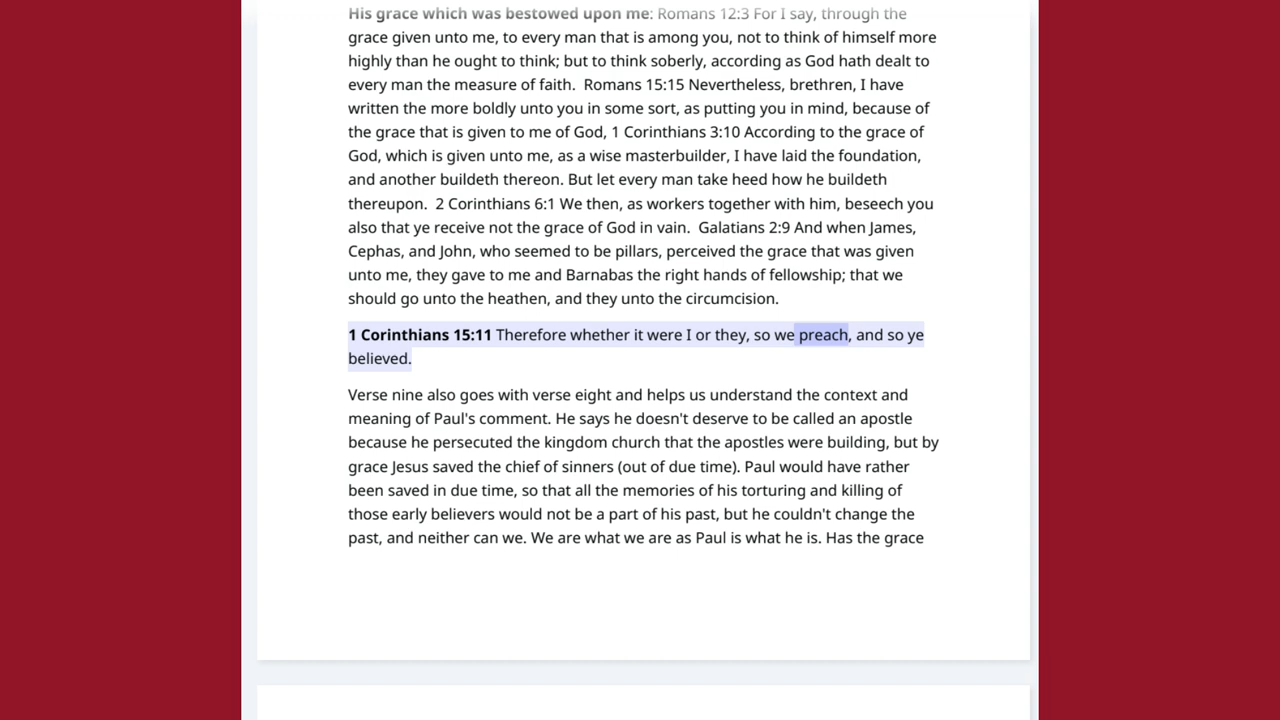 His grace which was bestowed upon me: Romans 12:3 For I say, through the
grace given unto me, to every man that is among you, not to think of himself more
highly than he ought to think; but to think soberly, according as God hath dealt to
every man the measure of faith.  Romans 15:15 Nevertheless, brethren, I have
written the more boldly unto you in some sort, as putting you in mind, because of
the grace that is given to me of God, 1 Corinthians 3:10 According to the grace of
God, which is given unto me, as a wise masterbuilder, I have laid the foundation,
and another buildeth thereon. But let every man take heed how he buildeth
thereupon.  2 Corinthians 6:1 We then, as workers together with him, beseech you
also that ye receive not the grace of God in vain.  Galatians 2:9 And when James,
Cephas, and John, who seemed to be pillars, perceived the grace that was given
unto me, they gave to me and Barnabas the right hands of fellowship; that we
should go unto the heathen, and they unto the circumcision.
1 Corinthians 15:11 Therefore whether it were I or they, so we preach, and so ye
believed.
Verse nine also goes with verse eight and helps us understand the context and
meaning of Paul's comment. He says he doesn't deserve to be called an apostle
because he persecuted the kingdom church that the apostles were building, but by
grace Jesus saved the chief of sinners (out of due time). Paul would have rather
been saved in due time, so that all the memories of his torturing and killing of
those early believers would not be a part of his past, but he couldn't change the
past, and neither can we. We are what we are as Paul is what he is. Has the grace